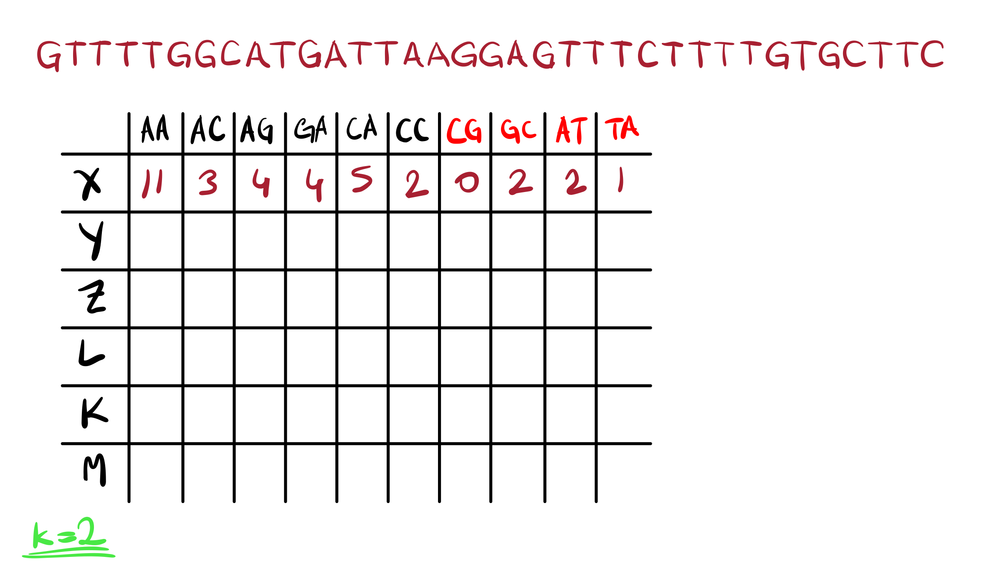 GTTTTGGCATGATTAAGGAGTTTCTTTTGTGCTTC
AA AC AG GA CA CC CG GC AT TA
X 11 3 4 4 5 2 0 2 2 1
Y
Z
L
K
M
k=2